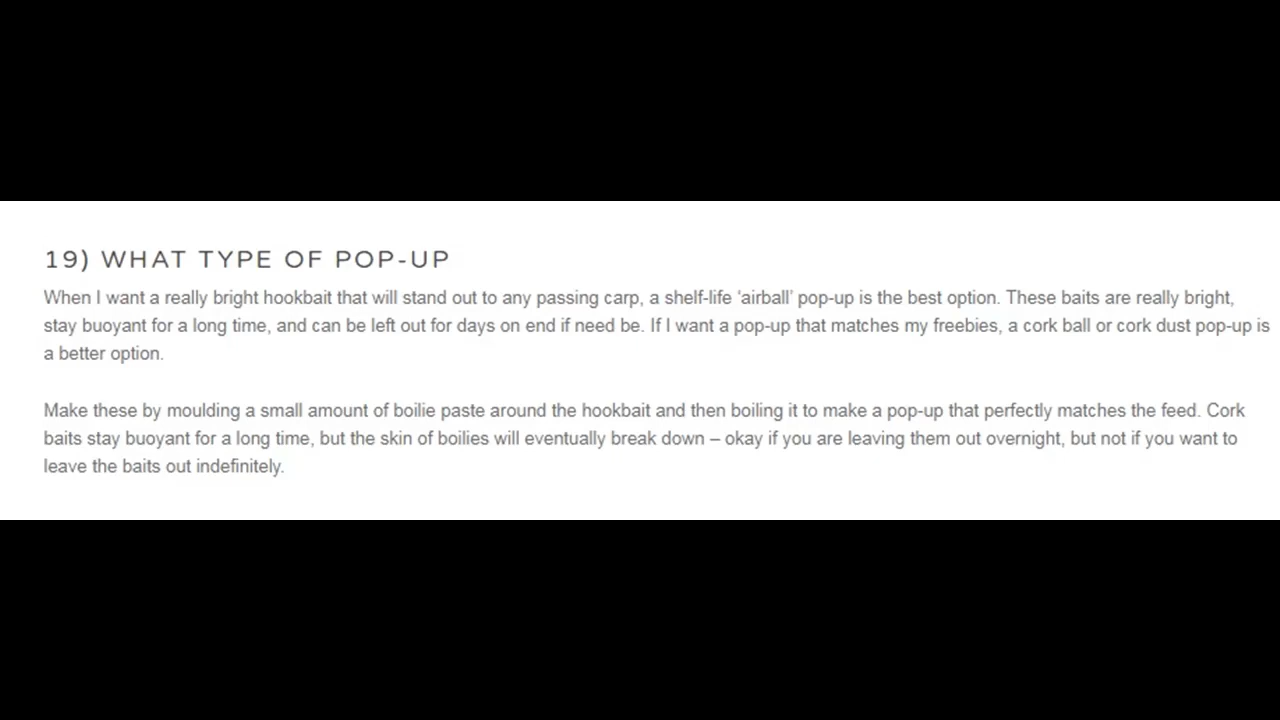 19) WHAT TYPE OF POP-UP
When I want a really bright hookbait that will stand out to any passing carp, a shelf-life ‘airball’ pop-up is the best option. These baits are really bright,
stay buoyant for a long time, and can be left out for days on end if need be. If I want a pop-up that matches my freebies, a cork ball or cork dust pop-up is
a better option.
Make these by moulding a small amount of boilie paste around the hookbait and then boiling it to make a pop-up that perfectly matches the feed. Cork
baits stay buoyant for a long time, but the skin of boilies will eventually break down – okay if you are leaving them out overnight, but not if you want to
leave the baits out indefinitely.